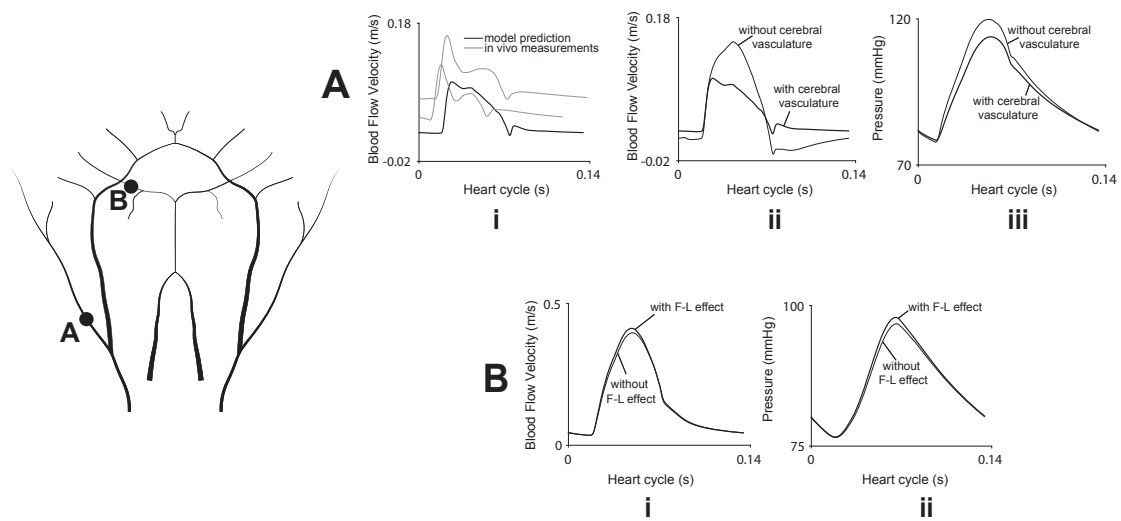 A
B
A
Blood Flow Velocity (m/s)
0.18
-0.02
model prediction
in vivo measurements
0
0.14
Heart cycle (s)
i
Blood Flow Velocity (m/s)
0.18
-0.02
without cerebral
vasculature
with cerebral
vasculature
0
0.14
Heart cycle (s)
ii
Pressure (mmHg)
120
70
without cerebral
vasculature
with cerebral
vasculature
0
0.14
Heart cycle (s)
iii
B
Blood Flow Velocity (m/s)
0.5
0
with F-L effect
without
F-L effect
0
0.14
Heart cycle (s)
i
Pressure (mmHg)
100
75
with F-L effect
without
F-L effect
0
0.14
Heart cycle (s)
ii